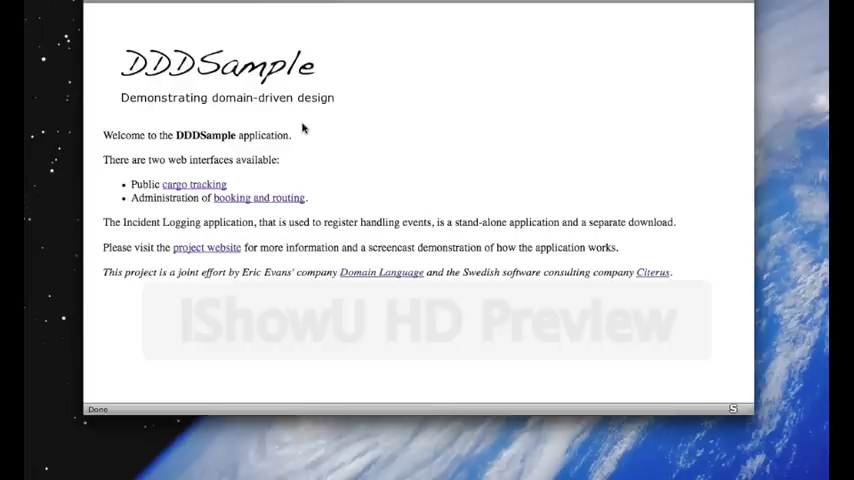 DDDSample
Demonstrating domain-driven design
Welcome to the DDDSample application.
There are two web interfaces available:
• Public cargo tracking
• Administration of booking and routing.
The Incident Logging application, that is used to register handling events, is a stand-alone application and a separate download.
Please visit the project website for more information and a screencast demonstration of how the application works.
This project is a joint effort by Eric Evans' company Domain Language and the Swedish software consulting company Citerus.
IShowU HD Preview
Done
S